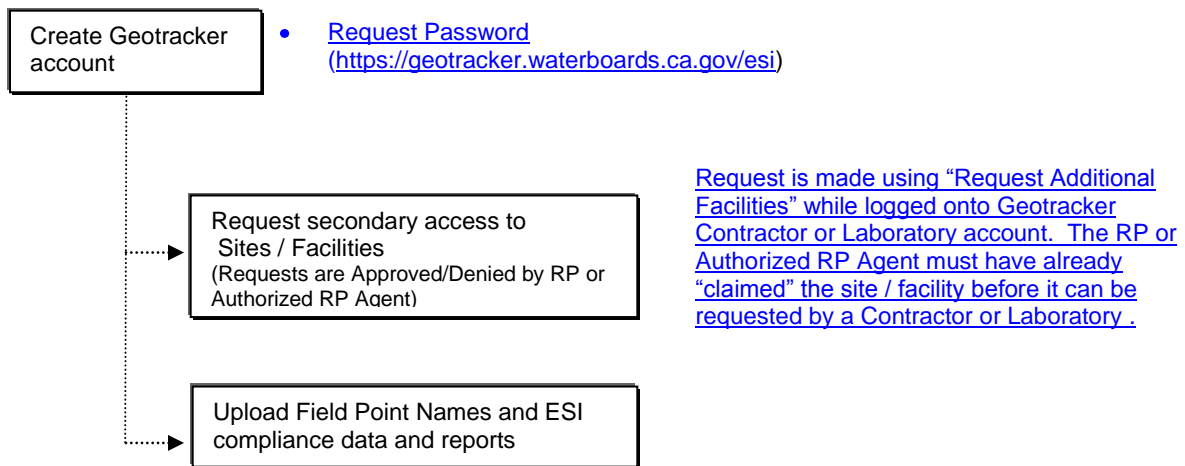 Create Geotracker
account
• Request Password
(https://geotracker.waterboards.ca.gov/esi)
Request secondary access to
Sites / Facilities
(Requests are Approved/Denied by RP or
Authorized RP Agent)
Request is made using “Request Additional
Facilities” while logged onto Geotracker
Contractor or Laboratory account. The RP or
Authorized RP Agent must have already
“claimed” the site / facility before it can be
requested by a Contractor or Laboratory .
Upload Field Point Names and ESI
compliance data and reports